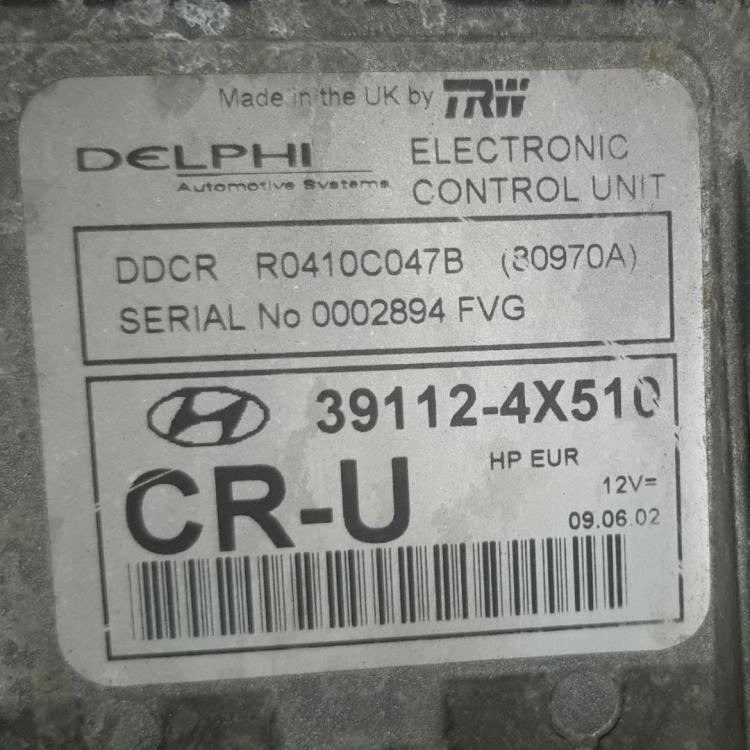 Made in the UK by TRW
DELPHI
Automotive Systems
ELECTRONIC
CONTROL UNIT
DDCR R0410C047B (80970A)
SERIAL No 0002894 FVG
39112-4X510
HP EUR
CR-U
12V=
09.06.02